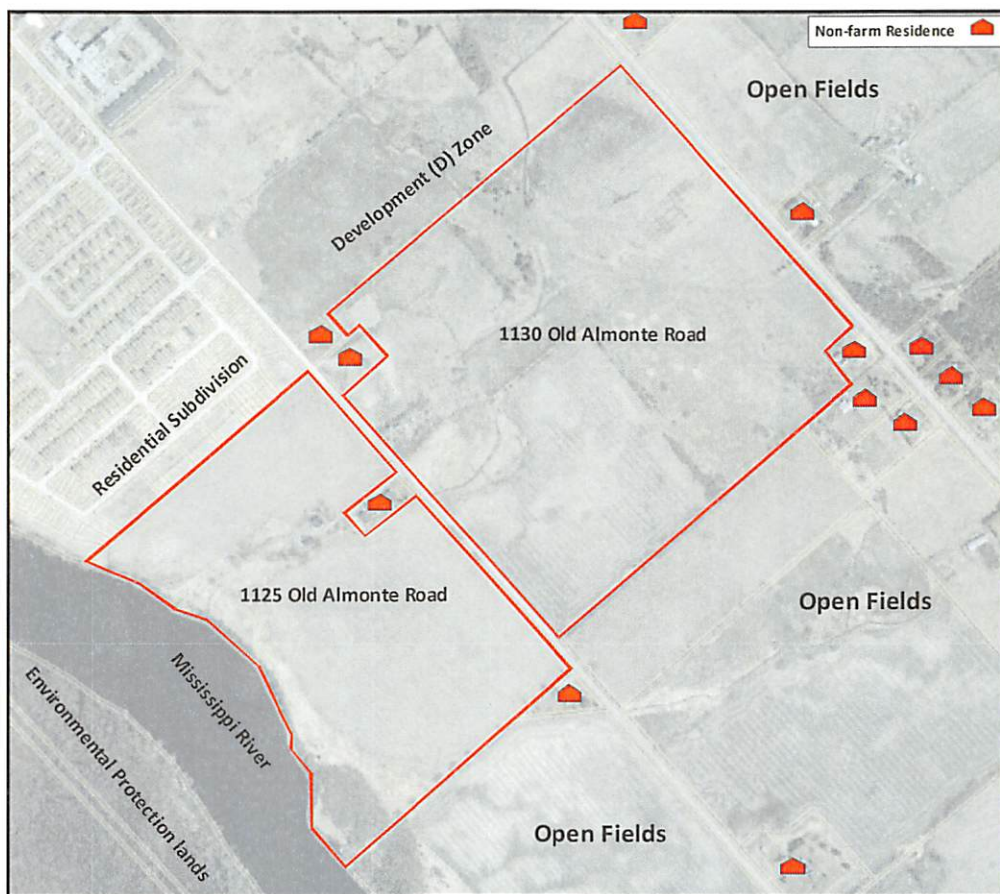 Non-farm Residence
Open Fields
Development (D) Zone
1130 Old Almonte Road
Residential Subdivision
1125 Old Almonte Road
Open Fields
Mississippi River
Environmental Protection lands
Open Fields